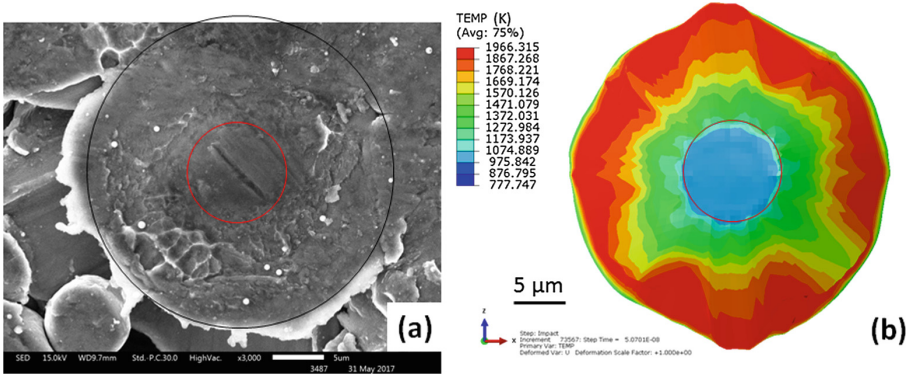 (a)
SED 15.0kV WD9.7mm Std.-P.C.30.0 HighVac. x3,000 5um
3487 31 May 2017
TEMP (K)
(Avg: 75%)
1966.315
1867.268
1768.221
1669.174
1570.126
1471.079
1372.031
1272.984
1173.937
1074.889
975.842
876.795
777.747
5 µm
z
x
Step: Impact
Increment 73567: Step Time = 5.0701E-08
Primary Var: TEMP
Deformed Var: U Deformation Scale Factor: +1.000e+00
(b)